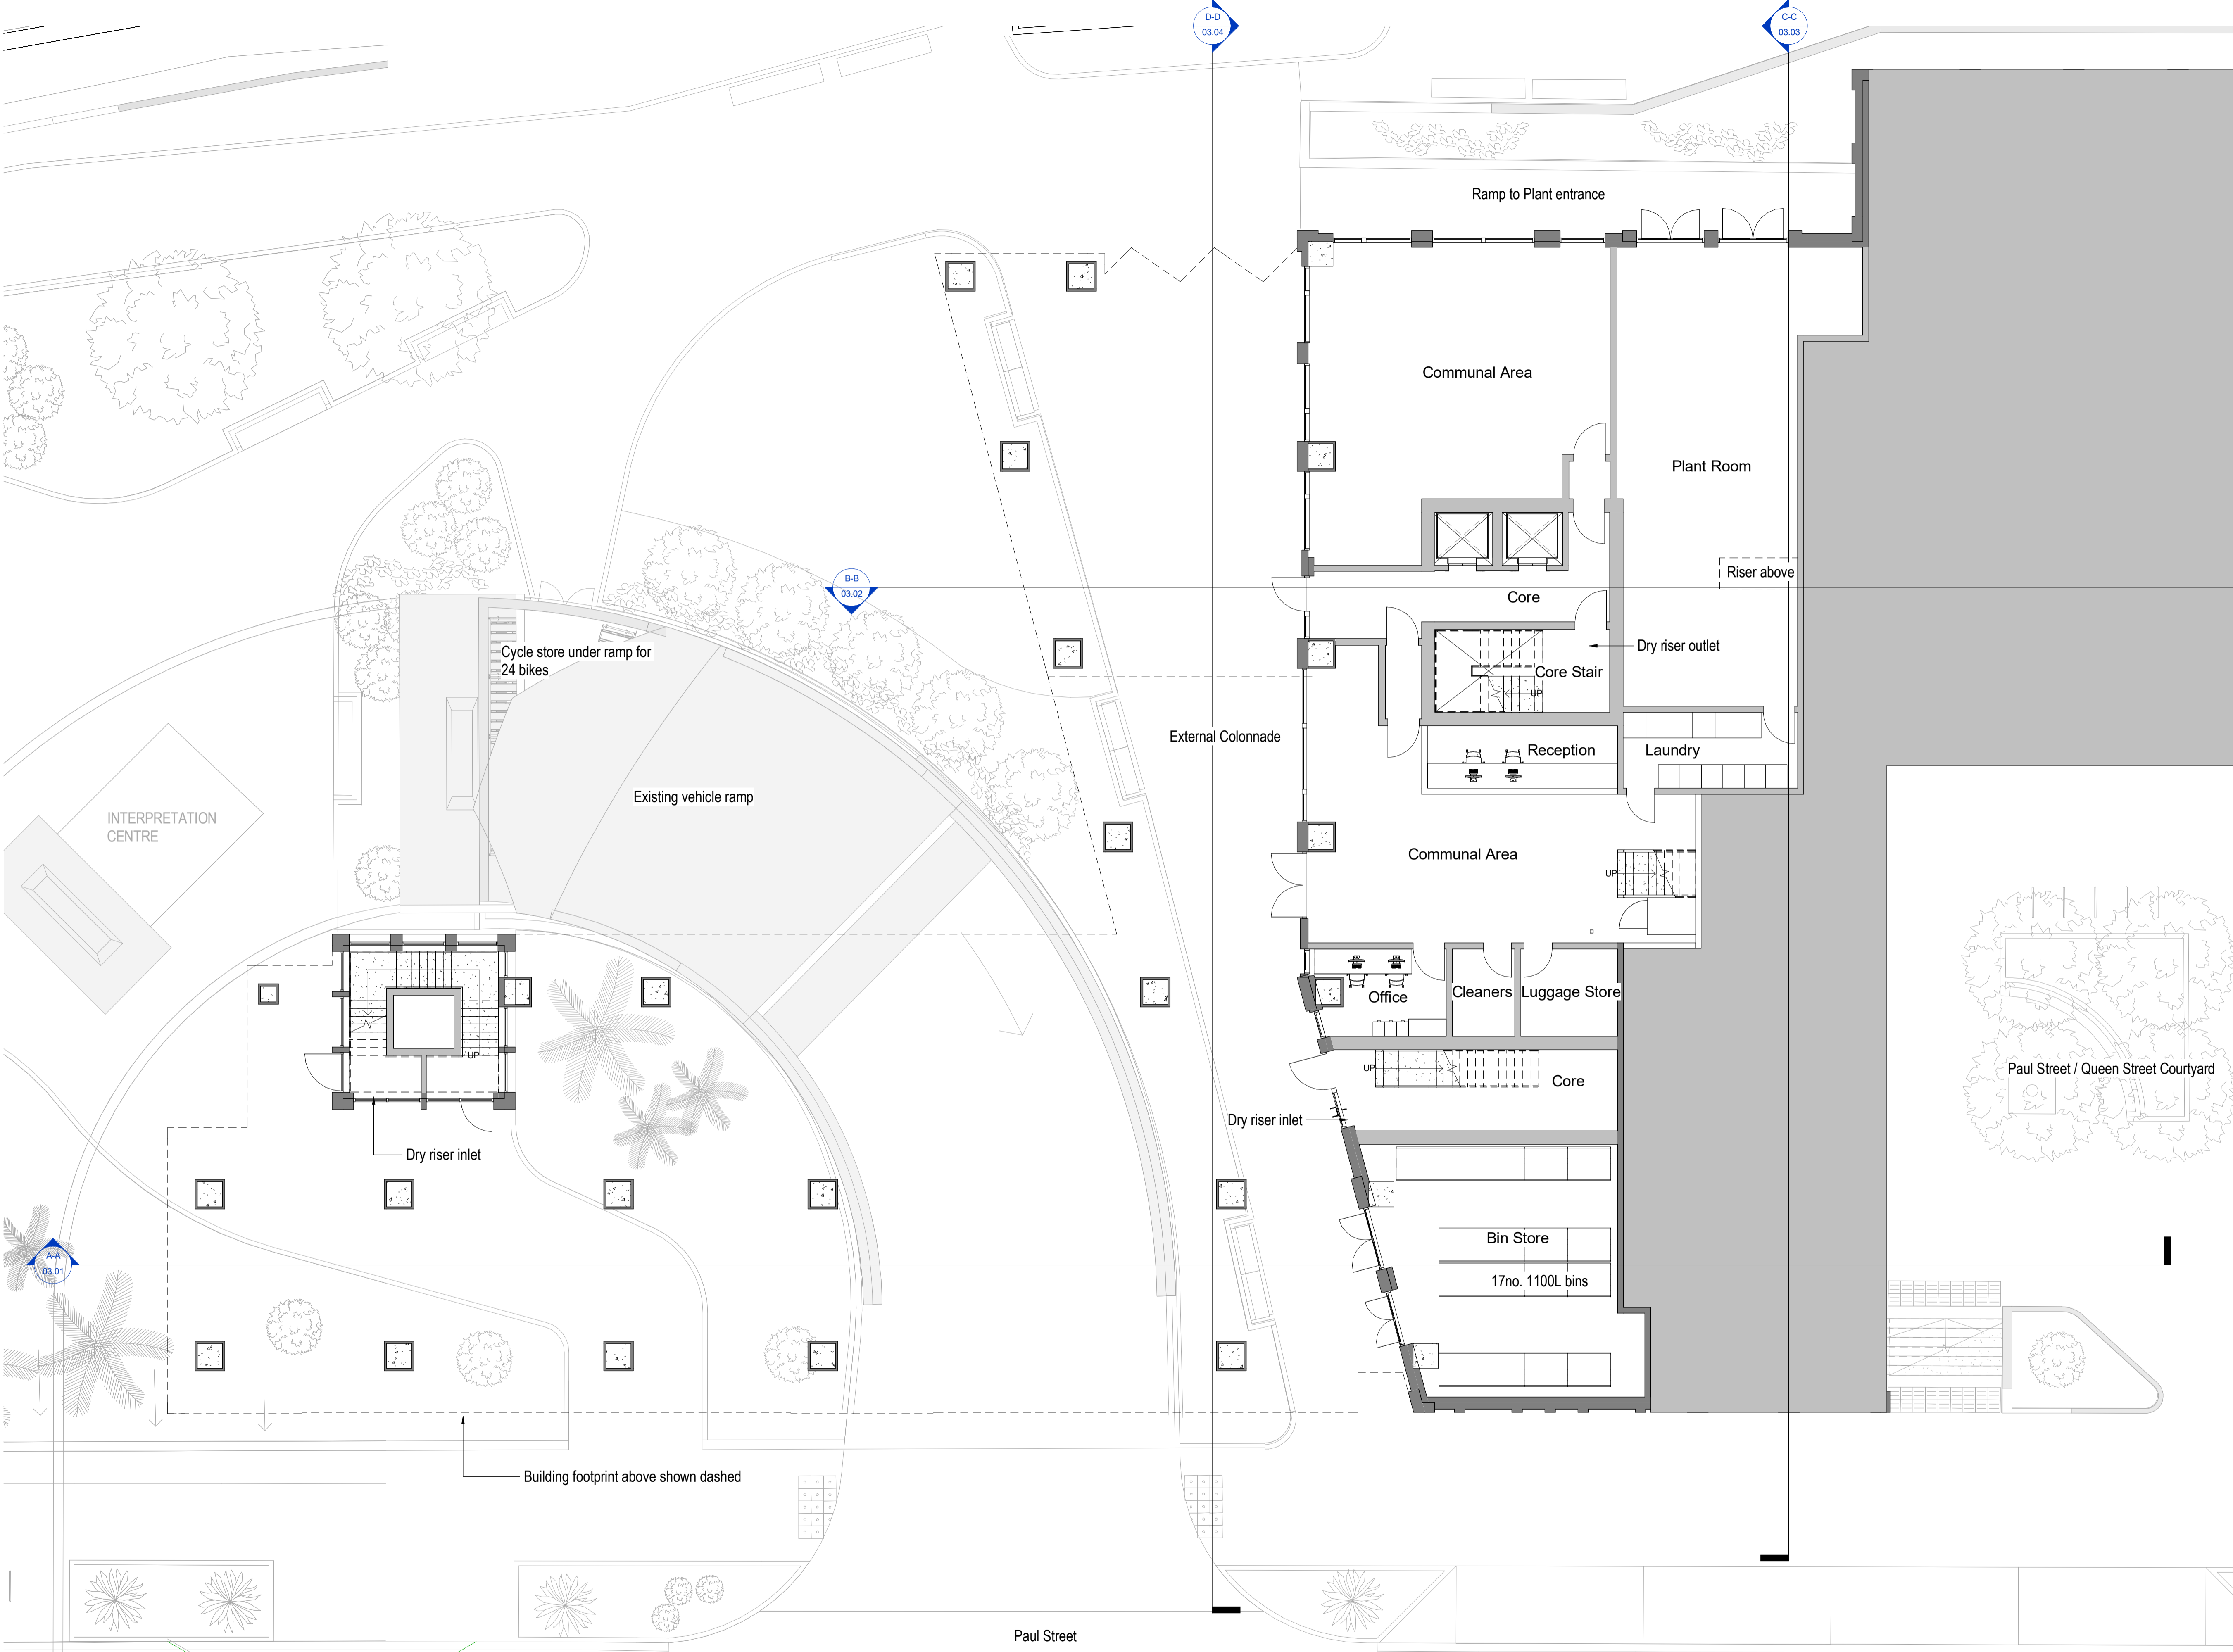 D-D
03.04
C-C
03.03
Ramp to Plant entrance
Communal Area
Plant Room
B-B
03.02
Riser above
Core
Cycle store under ramp for
24 bikes
Dry riser outlet
Core Stair
UP
External Colonnade
Reception
Laundry
Existing vehicle ramp
INTERPRETATION
CENTRE
Communal Area
UP
Office
Cleaners
Luggage Store
UP
UP
Core
Paul Street / Queen Street Courtyard
Dry riser inlet
Dry riser inlet
Bin Store
A-A
03.01
17no. 1100L bins
Building footprint above shown dashed
Paul Street